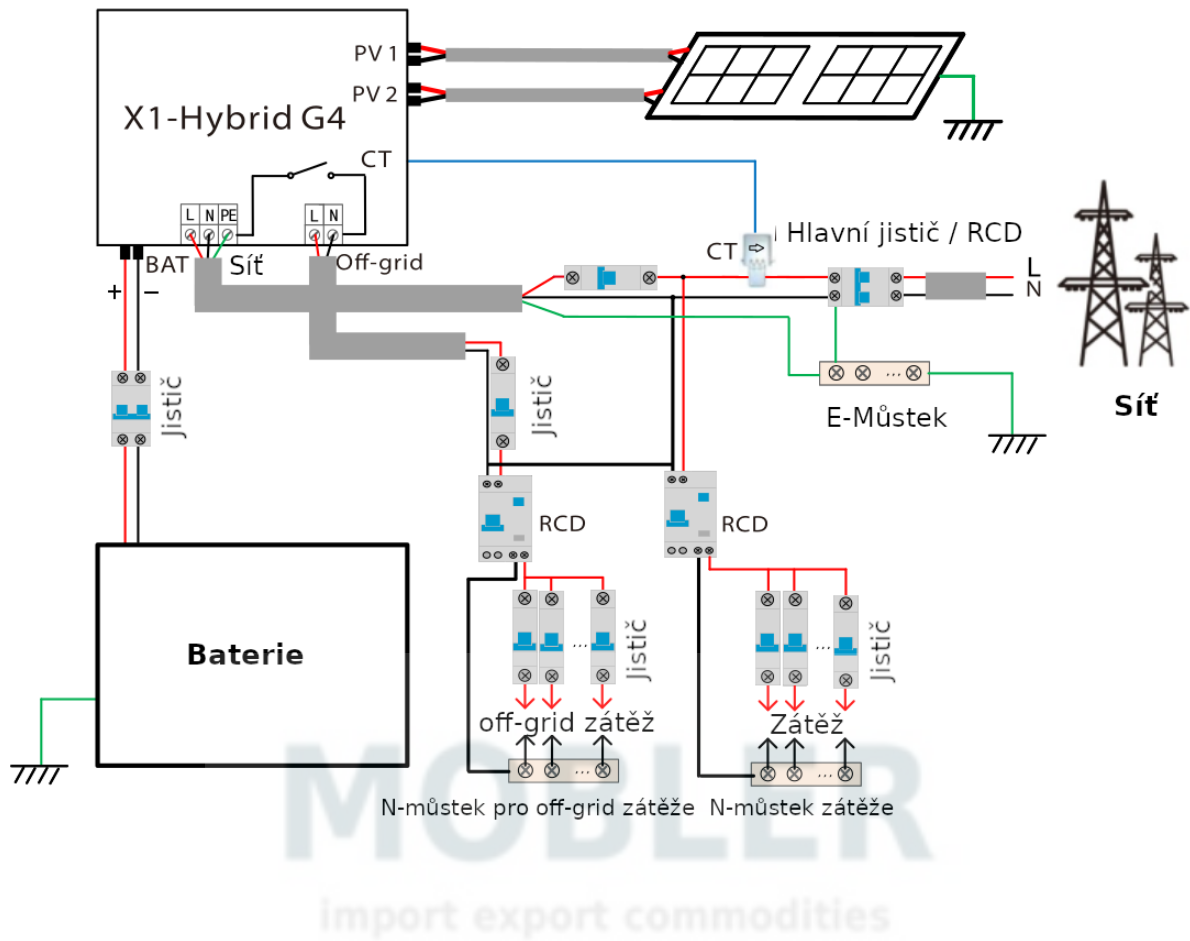 PV 1
PV 2
X1-Hybrid G4
CT
L N PE
L N
BAT
Síť
Off-grid
+ −
CT
Hlavní jistič / RCD
L
N
Síť
E-Můstek
Jistič
Jistič
RCD
RCD
Baterie
...
Jistič
...
Jistič
off-grid zátěž
Zátěž
...
...
...
N-můstek pro off-grid zátěže
N-můstek zátěže
MOBLER
import export commodities